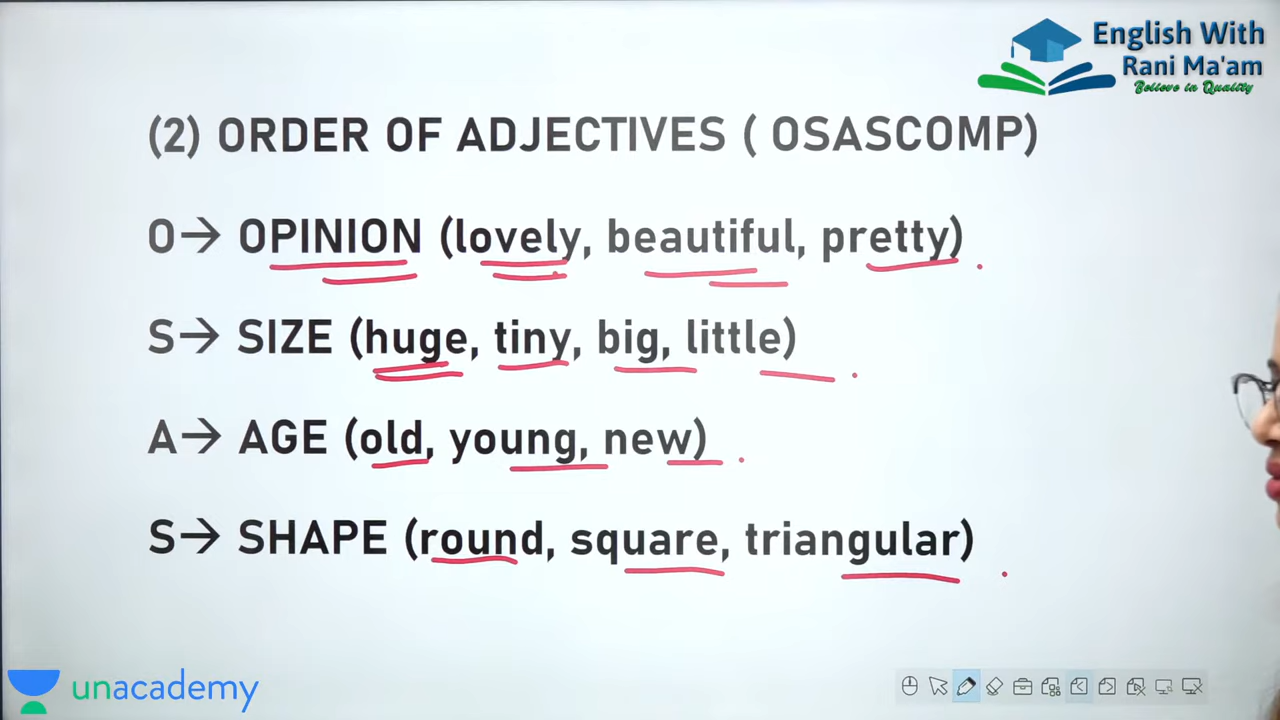 English With
Rani Ma'am
Believe in Quality
(2) ORDER OF ADJECTIVES ( OSASCOMP)
O→ OPINION (lovely, beautiful, pretty)
S→ SIZE (huge, tiny, big, little)
A→ AGE (old, young, new)
S→ SHAPE (round, square, triangular)
unacademy